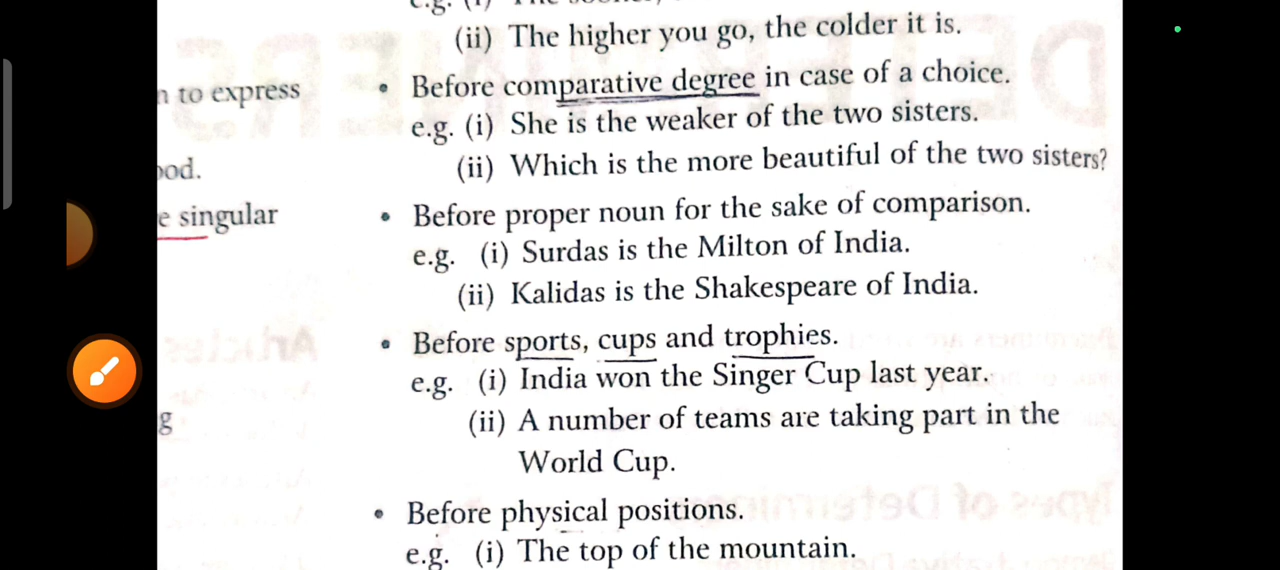 e.g. (i)
(ii) The higher you go, the colder it is.
n to express
• Before comparative degree in case of a choice.
e.g. (i) She is the weaker of the two sisters.
ood.
(ii) Which is the more beautiful of the two sisters?
e singular
• Before proper noun for the sake of comparison.
e.g. (i) Surdas is the Milton of India.
(ii) Kalidas is the Shakespeare of India.
• Before sports, cups and trophies.
e.g. (i) India won the Singer Cup last year.
g
(ii) A number of teams are taking part in the
World Cup.
• Before physical positions.
e.g. (i) The top of the mountain.